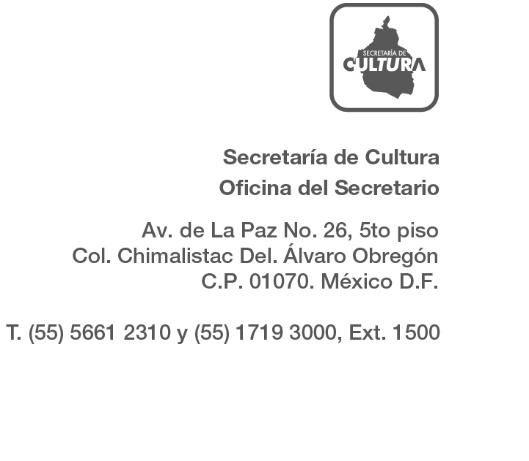 SECRETARÍA DE
CULTURA
Secretaría de Cultura
Oficina del Secretario
Av. de La Paz No. 26, 5to piso
Col. Chimalistac Del. Álvaro Obregón
C.P. 01070. México D.F.
T. (55) 5661 2310 y (55) 1719 3000, Ext. 1500